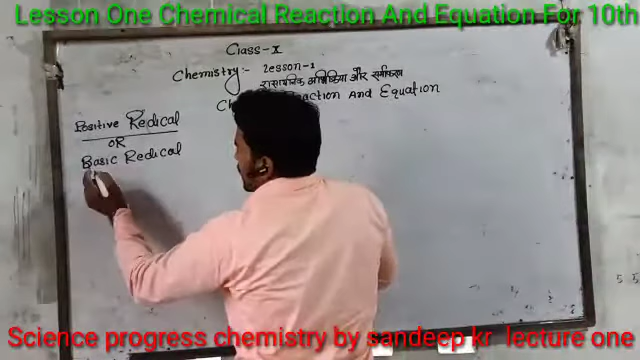 Lesson One Chemical Reaction And Equation For 10th
Class-X
Chemistry:- Lesson-1
रासायनिक अभिक्रिया और समीकरण
Reaction And Equation
Positive Redical
OR
Basic Redical
Science progress chemistry by sandeep kr lecture one